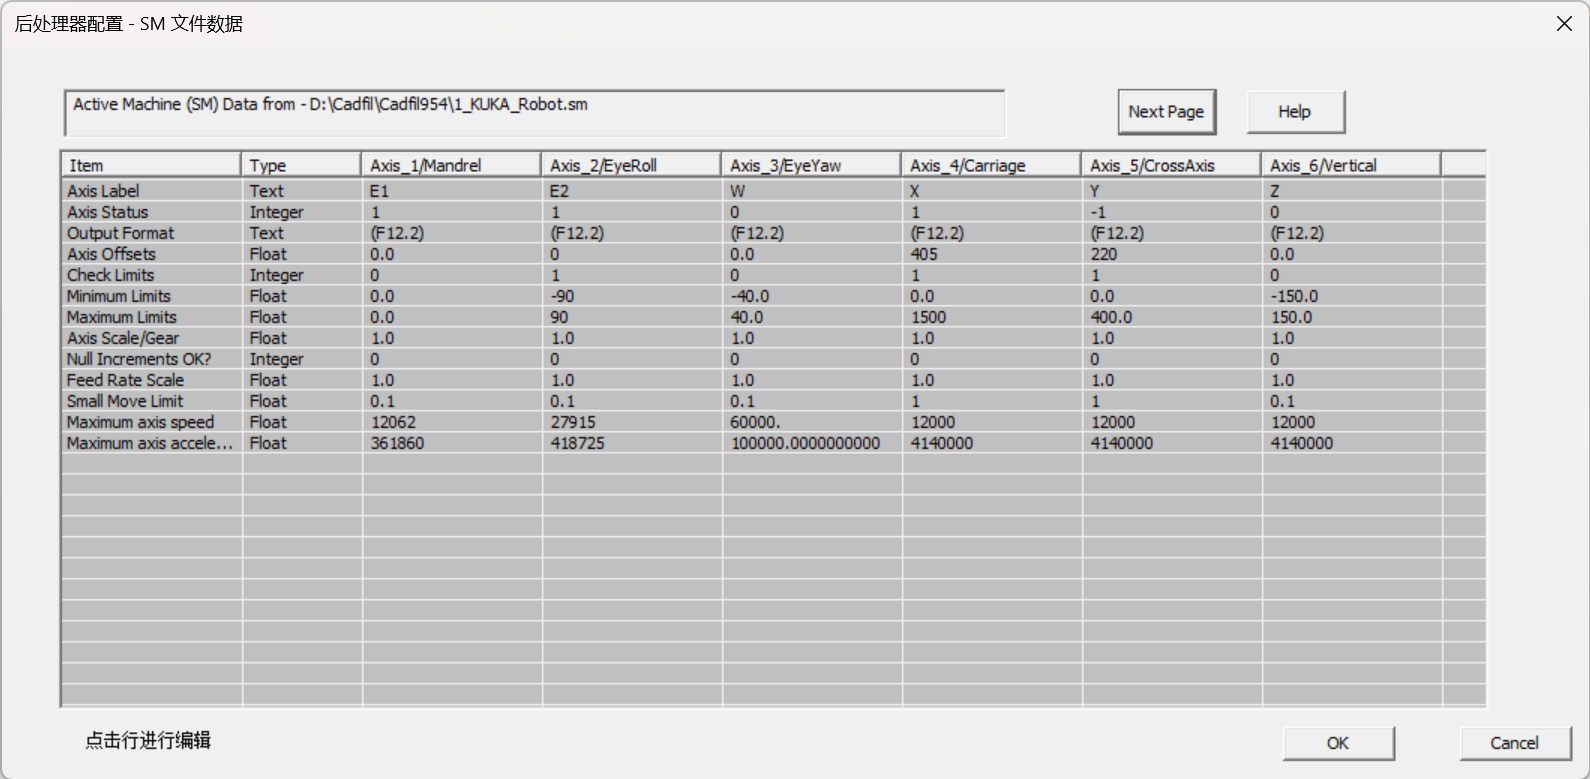 后处理器配置 - SM 文件数据
Active Machine (SM) Data from - D:\Cadfil\Cadfil954\1_KUKA_Robot.sm
Next Page
Help
Item Type Axis_1/Mandrel Axis_2/EyeRoll Axis_3/EyeYaw Axis_4/Carriage Axis_5/CrossAxis Axis_6/Vertical
Axis Label Text E1 E2 W X Y Z
Axis Status Integer 1 1 0 1 -1 0
Output Format Text (F12.2) (F12.2) (F12.2) (F12.2) (F12.2) (F12.2)
Axis Offsets Float 0.0 0 0.0 405 220 0.0
Check Limits Integer 0 1 0 1 1 0
Minimum Limits Float 0.0 -90 -40.0 0.0 0.0 -150.0
Maximum Limits Float 0.0 90 40.0 1500 400.0 150.0
Axis Scale/Gear Float 1.0 1.0 1.0 1.0 1.0 1.0
Null Increments OK? Integer 0 0 0 0 0 0
Feed Rate Scale Float 1.0 1.0 1.0 1.0 1.0 1.0
Small Move Limit Float 0.1 0.1 0.1 1 1 0.1
Maximum axis speed Float 12062 27915 60000. 12000 12000 12000
Maximum axis accele... Float 361860 418725 100000.0000000000 4140000 4140000 4140000
点击行进行编辑
OK
Cancel